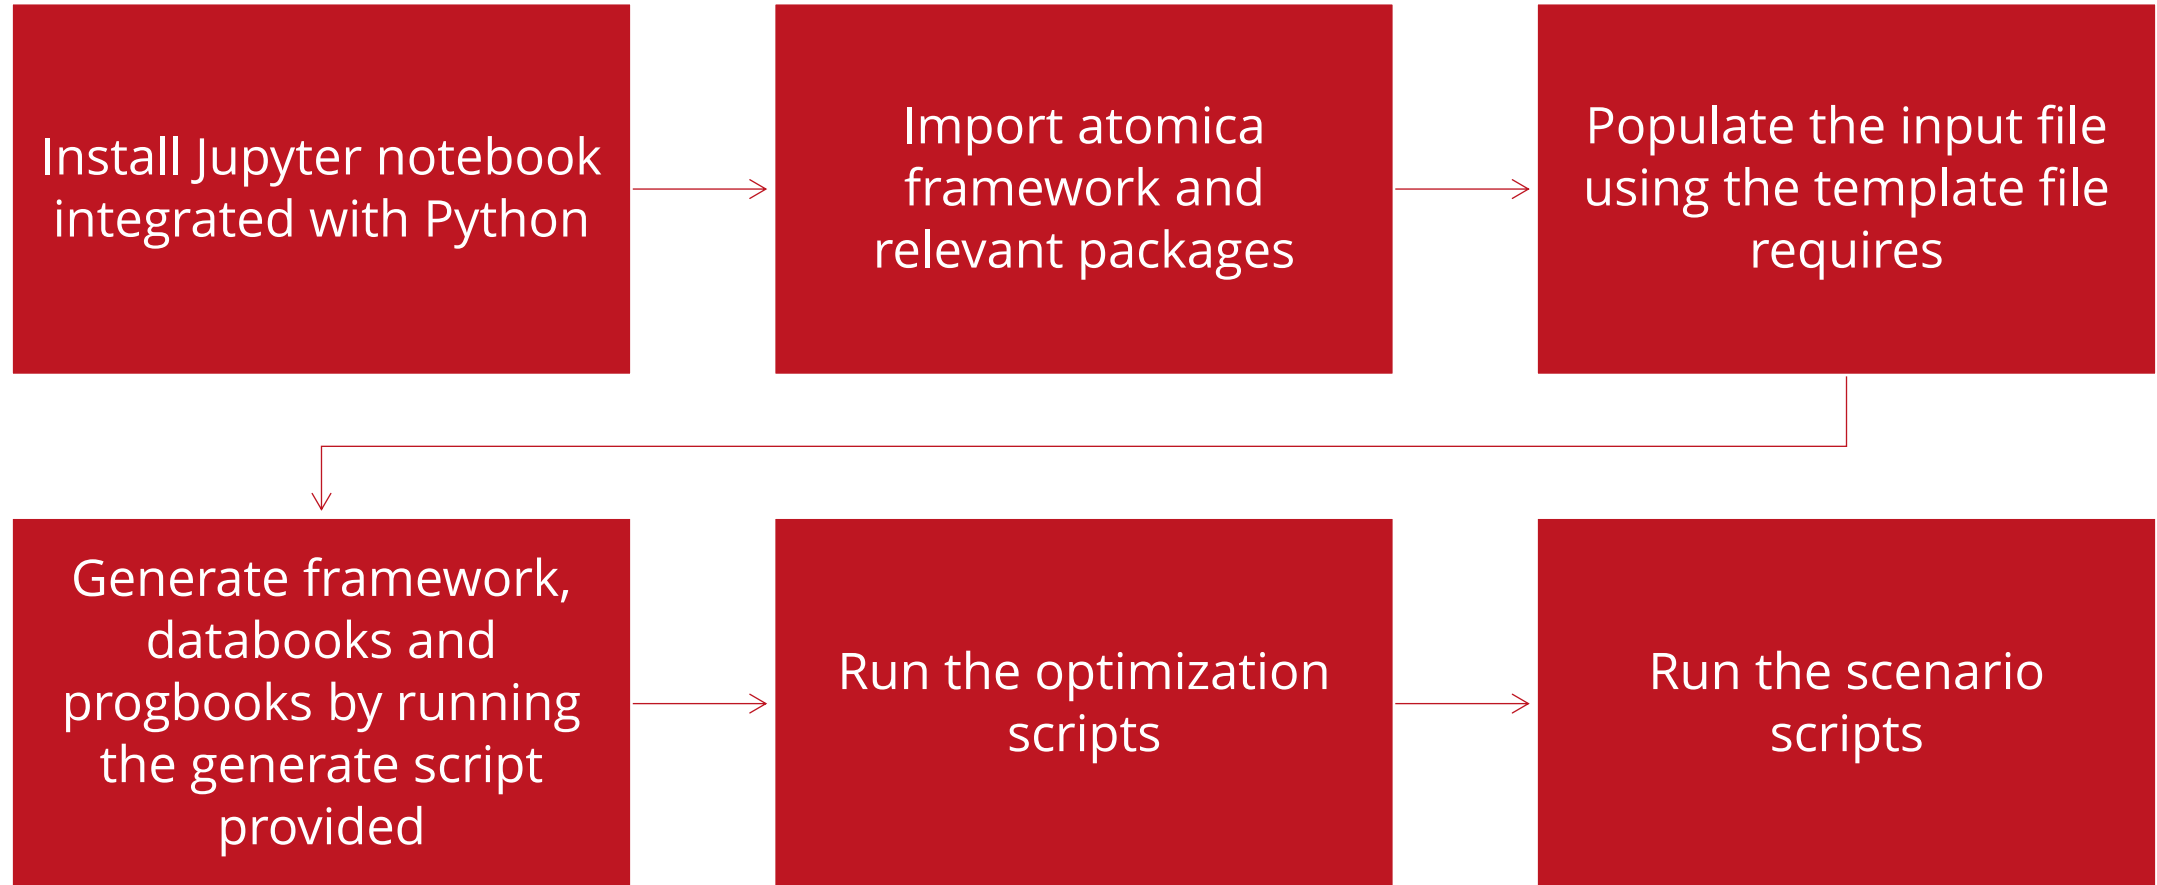 Install Jupyter notebook
integrated with Python
Import atomica
framework and
relevant packages
Populate the input file
using the template file
requires
Generate framework,
databooks and
progbooks by running
the generate script
provided
Run the optimization
scripts
Run the scenario
scripts